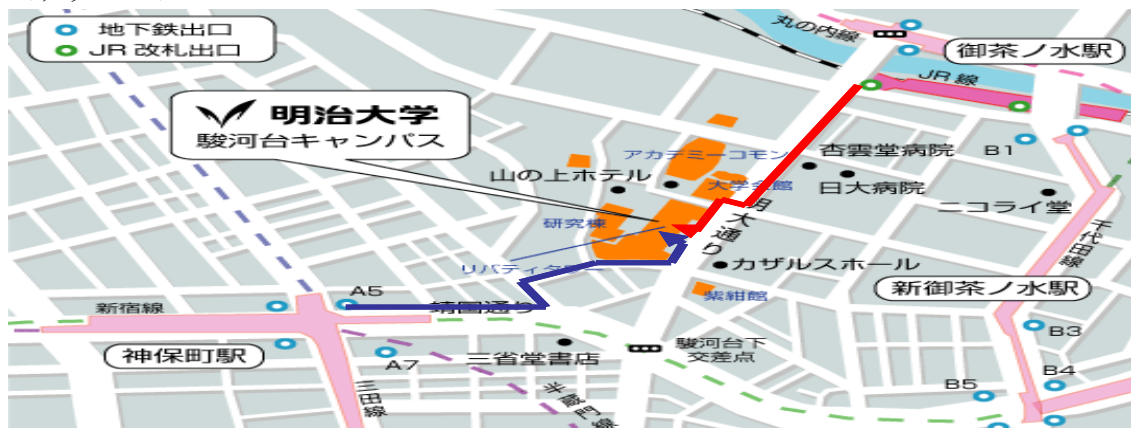 地下鉄出口
JR 改札出口
丸の内線
御茶ノ水駅
JR 線
明治大学
駿河台キャンパス
アカデミーコモン
杏雲堂病院
B1
山の上ホテル
大学会館
日大病院
ニコライ堂
研究棟
明大通り
千代田線
リバティタワー
カザルスホール
紫紺館
新御茶ノ水駅
新宿線
A5
靖国通り
神保町駅
A7
三省堂書店
駿河台下
交差点
B3
三田線
半蔵門線
B5
B4